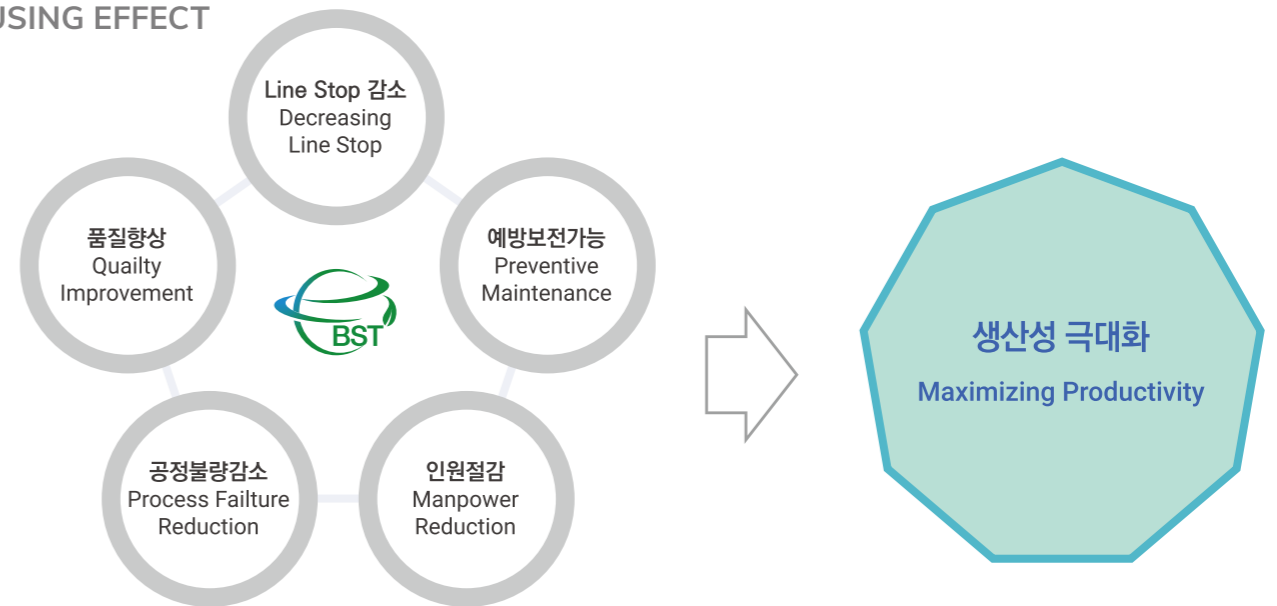 USING EFFECT
Line Stop 감소
Decreasing
Line Stop
품질향상
Quailty
Improvement
예방보전가능
Preventive
Maintenance
BST
공정불량감소
Process Failture
Reduction
인원절감
Manpower
Reduction
생산성 극대화
Maximizing Productivity